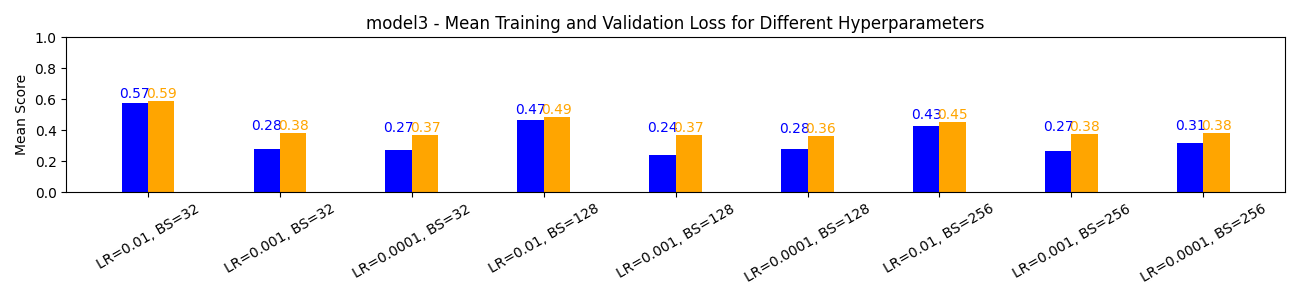 model3 - Mean Training and Validation Loss for Different Hyperparameters
Mean Score
1.0
0.8
0.6
0.4
0.2
0.0
0.57 0.59 0.28 0.38 0.27 0.37 0.47 0.49 0.24 0.37 0.28 0.36 0.43 0.45 0.27 0.38 0.31 0.38
LR=0.01, BS=32
LR=0.001, BS=32
LR=0.0001, BS=32
LR=0.01, BS=128
LR=0.001, BS=128
LR=0.0001, BS=128
LR=0.01, BS=256
LR=0.001, BS=256
LR=0.0001, BS=256